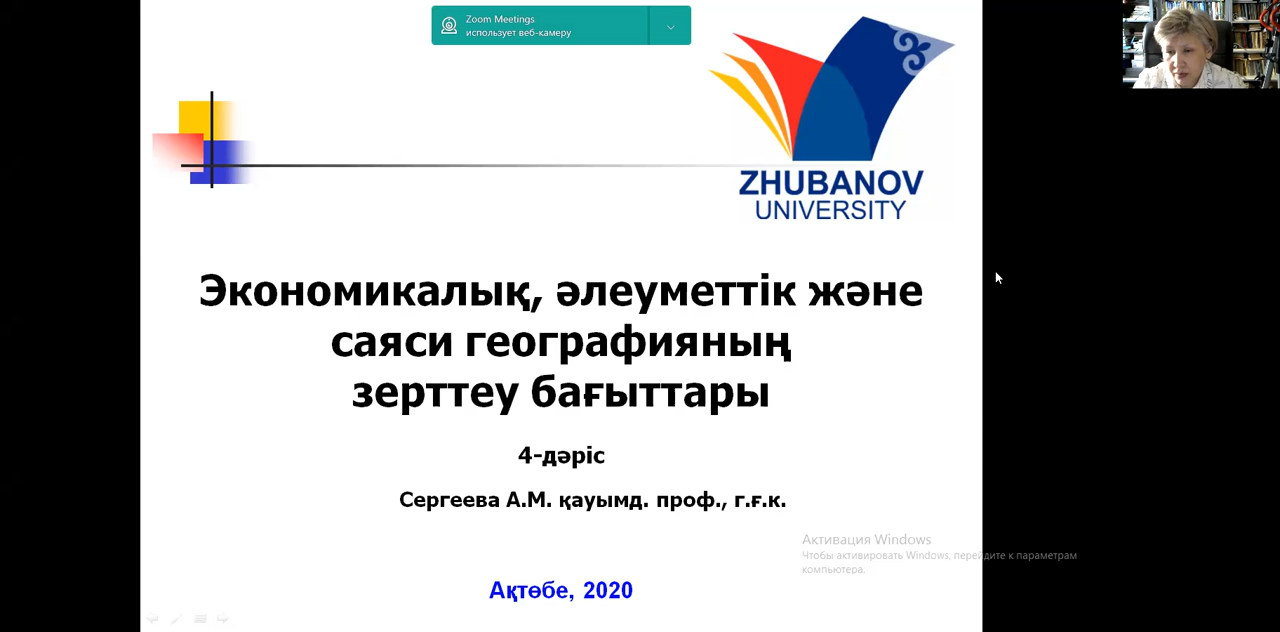 Zoom Meetings
использует веб-камеру
ZHUBANOV
UNIVERSITY
Экономикалық, әлеуметтік және
саяси географияның
зерттеу бағыттары
4-дәріс
Сергеева А.М. қауымд. проф., г.ғ.к.
Активация Windows
Чтобы активировать Windows, перейдите к параметрам
компьютера.
Ақтөбе, 2020